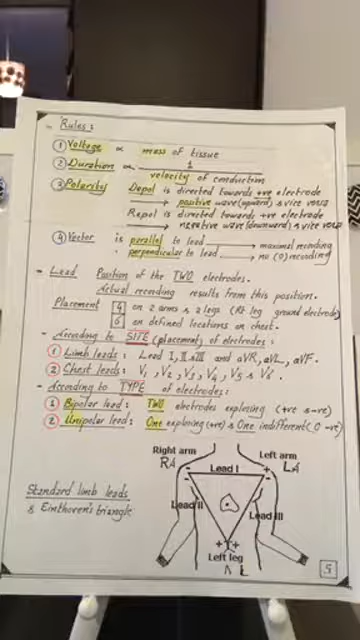 - Rules:
① Voltage ∝ mass of tissue
② Duration ∝ 1 / velocity of conduction
③ Polarity Depol is directed towards +ve electrode
→ positive wave (upward) & vice versa
Repol is directed towards +ve electrode
→ negative wave (downward) & vice versa
④ Vector is parallel to lead → maximal recording
. perpendicular to lead → no (0) recording
- Lead Position of the TWO electrodes.
Actual recording results from this position.
Placement 4 on 2 arms & 2 legs (Rt leg ground electrode)
6 on defined locations on chest.
- According to SITE (placement) of electrodes:
① Limb leads: Lead I, II & III and aVR, aVL, aVF.
② Chest leads: V1, V2, V3, V4, V5 & V6.
- According to TYPE of electrodes:
① Bipolar lead: TWO electrodes exploring (+ve & -ve)
② Unipolar lead: One exploring (+ve) & One indifferent (0 -ve)
Right arm Left arm
RA Lead I LA
- - + -
Standard limb leads
& Einthoven's triangle
Lead II Lead III
+ +
Left leg
LL
5